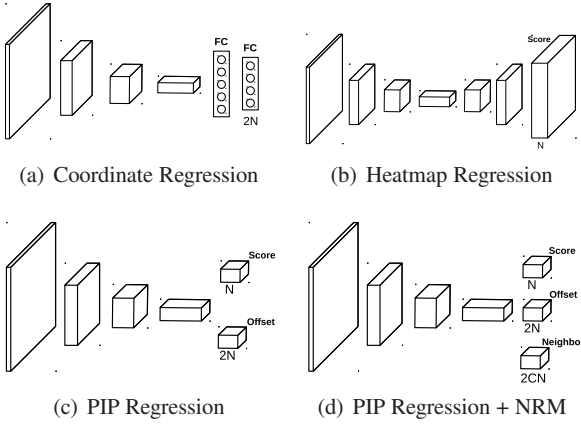 FC FC
2N
Score
N
(a) Coordinate Regression
(b) Heatmap Regression
Score
N
Offset
2N
Score
N
Offset
2N
Neighbo
2CN
(c) PIP Regression
(d) PIP Regression + NRM